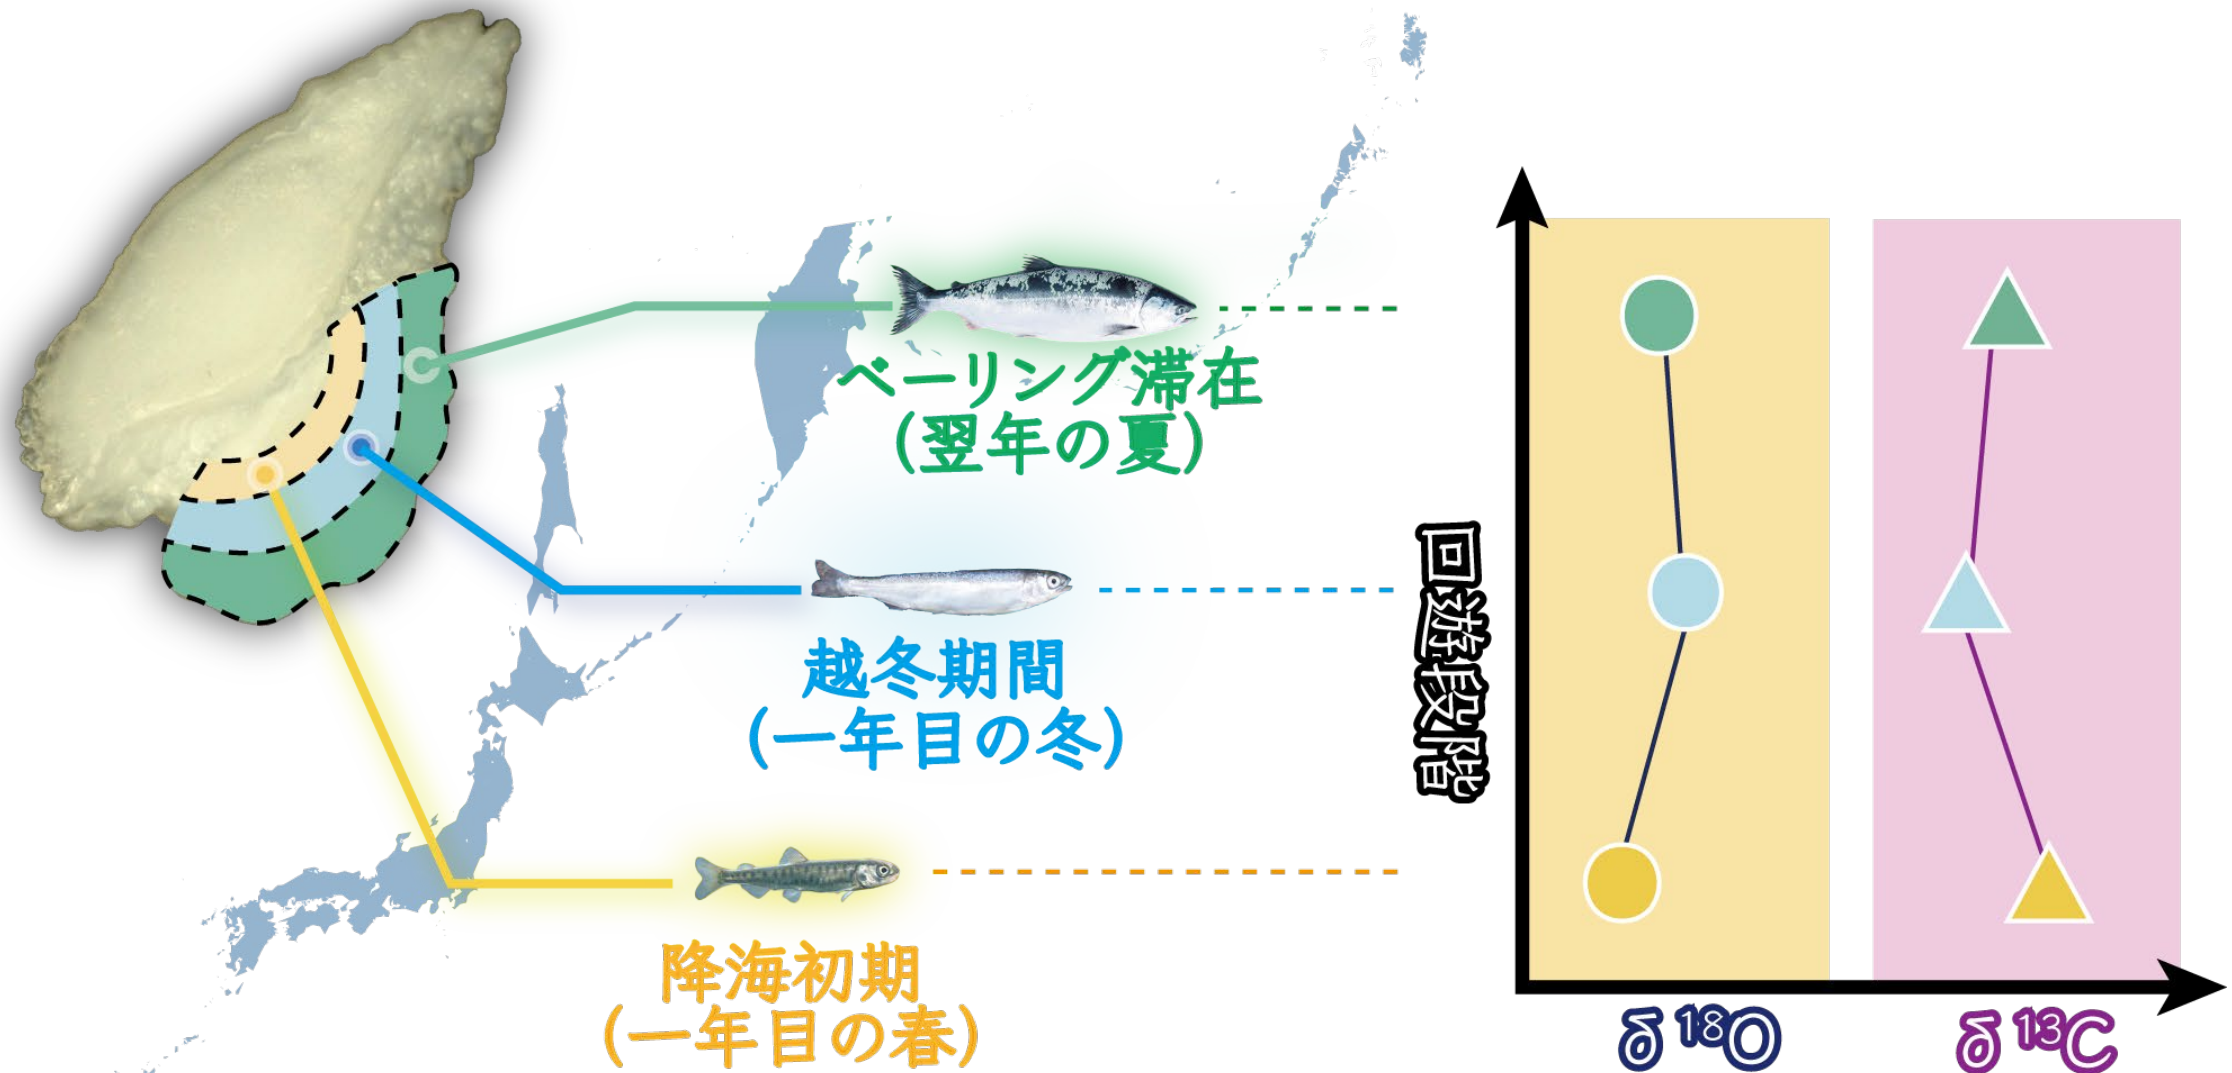 ベーリング滞在
(翌年の夏)
越冬期間
(一年目の冬)
降海初期
(一年目の春)
回遊段階
δ¹⁸O
δ¹³C